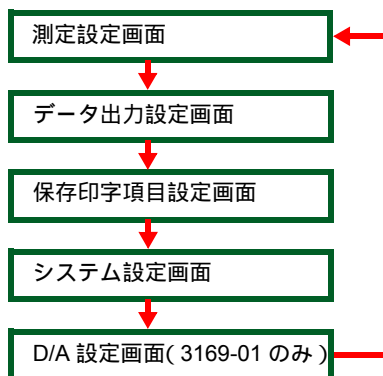 測定設定画面
データ出力設定画面
保存印字項目設定画面
システム設定画面
D/A 設定画面( 3169-01 のみ )